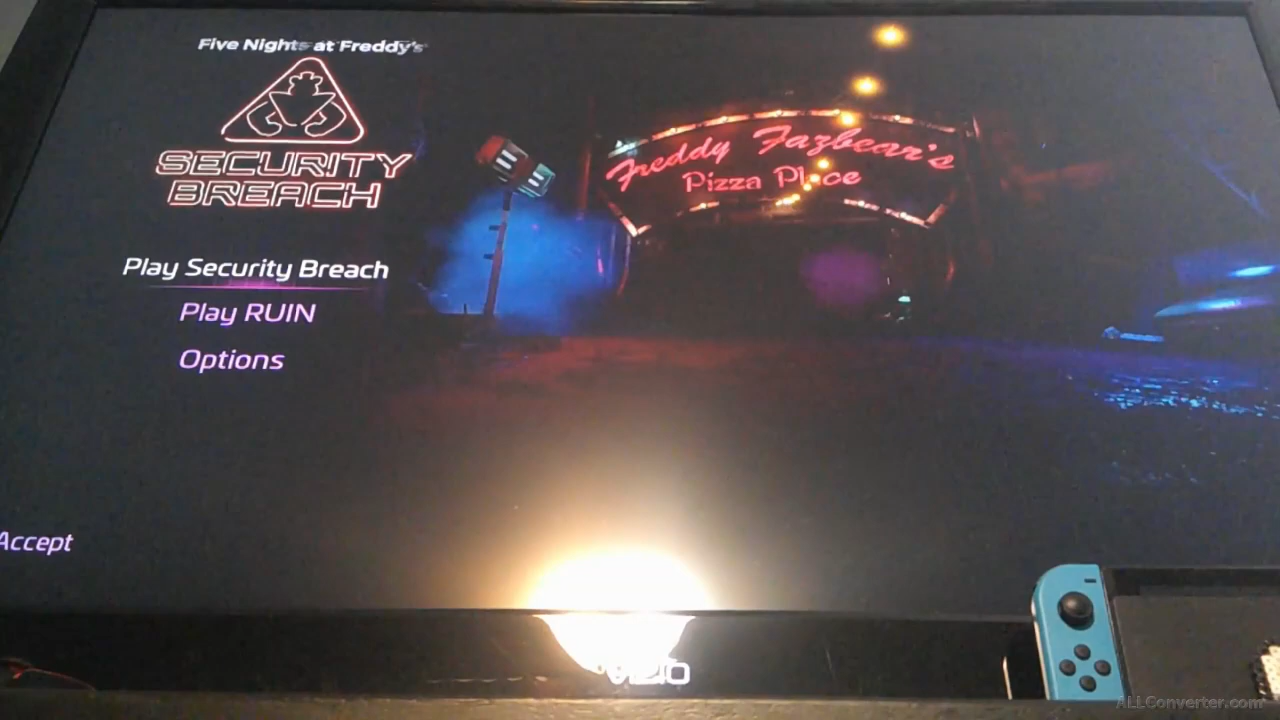 Five Nights at Freddy's
SECURITY
BREACH
Freddy Fazbear's
Pizza Place
Play Security Breach
Play RUIN
Options
Accept
VIZIO
ALLConverter.com